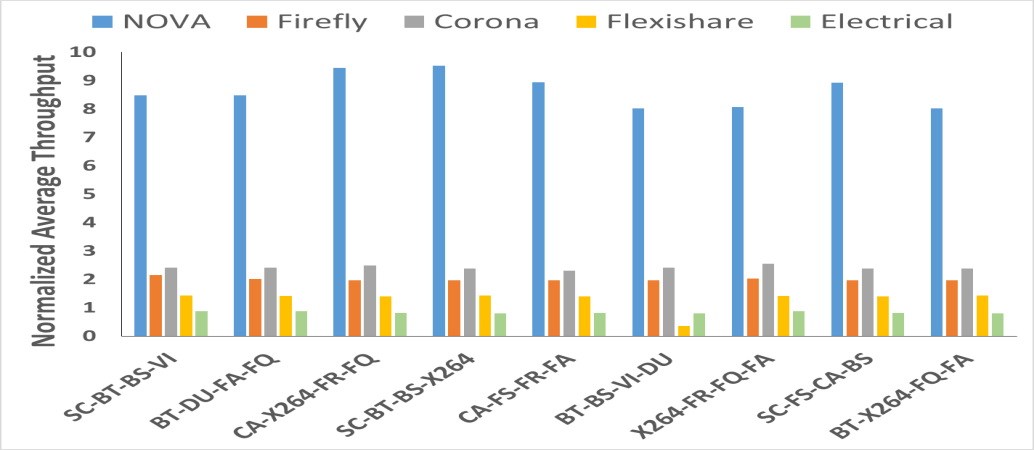 NOVA Firefly Corona Flexishare Electrical
Normalized Average Throughput
10
9
8
7
6
5
4
3
2
1
0
SC-BT-BS-VI
BT-DU-FA-FQ
CA-X264-FR-FQ
SC-BT-BS-X264
CA-FS-FR-FA
BT-BS-VI-DU
X264-FR-FQ-FA
SC-FS-CA-BS
BT-X264-FQ-FA